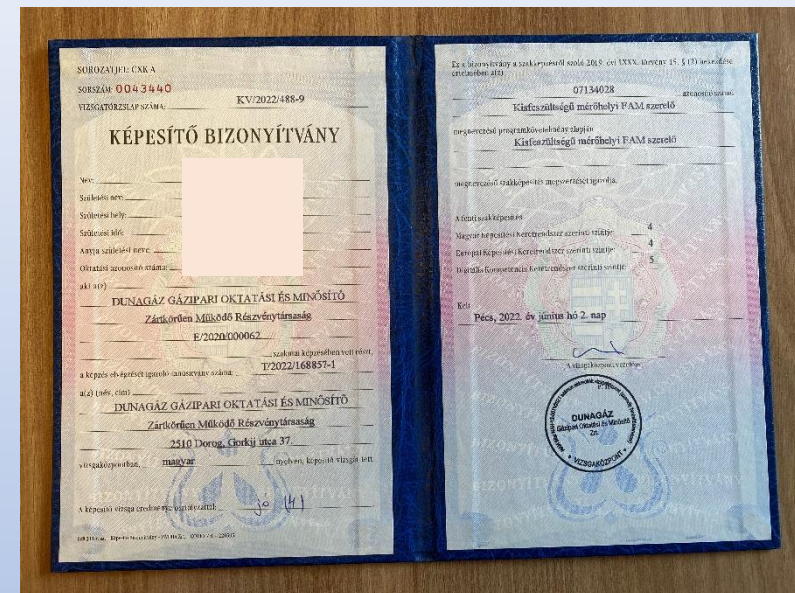 SOROZATJEL: CXK A
SORSZÁM: 0043440
VIZSGATÖRZSLAP SZÁMA: KV/2022/488-9
KÉPESÍTŐ BIZONYÍTVÁNY
Név:
Születési név:
Születési hely:
Születési idő:
Anyja születési neve:
Oktatási azonosító száma:
aki a(z)
DUNAGÁZ GÁZIPARI OKTATÁSI ÉS MINŐSÍTŐ
Zártkörűen Működő Részvénytársaság
E/2020/000062
szakmai képzésében vett részt,
a képzés elvégzését igazoló tanúsítvány száma: T/2022/168857-1
a(z) (név, cím)
DUNAGÁZ GÁZIPARI OKTATÁSI ÉS MINŐSÍTŐ
Zártkörűen Működő Részvénytársaság
2510 Dorog, Gorkij utca 37.
vizsgaközpontban, magyar nyelven, képesítő vizsgát tett.
A képesítő vizsga eredménye, osztályzattal: jó (4)
Ez a bizonyítvány a szakképzésről szóló 2019. évi LXXX. törvény 15. § (2) bekezdése
értelmében a(z)
07134028 azonosító számú
Kisfeszültségű mérőhelyi FAM szerelő
megnevezésű programkövetelmény alapján
Kisfeszültségű mérőhelyi FAM szerelő
megnevezésű szakképesítés megszerzését igazolja.
A fenti szakképesítés
Magyar Képesítési Keretrendszer szerinti szintje: 4
Európai Képesítési Keretrendszer szerinti szintje: 4
Digitális Kompetencia Keretrendszer szerinti szintje: 5
Kelt:
Pécs, 2022. év június hó 2. nap
A vizsgaközpont vezetője
P. H.
DUNAGÁZ
Gázipari Oktatási és Minősítő
Zrt.
VIZSGAKÖZPONT